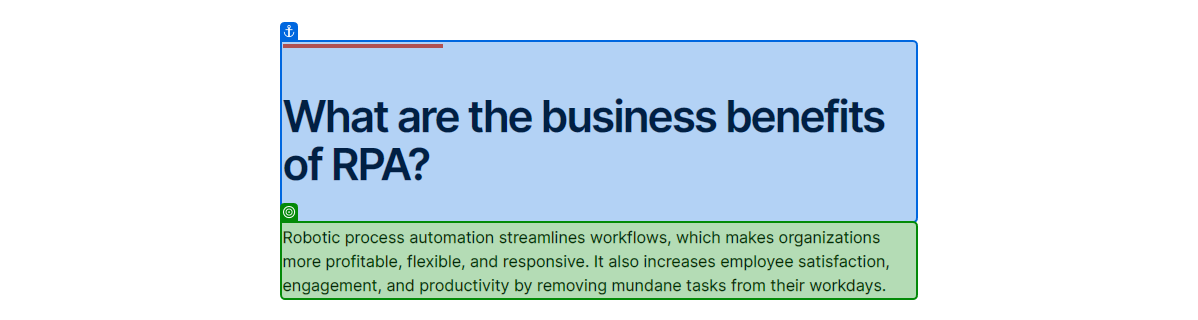 What are the business benefits
of RPA?
Robotic process automation streamlines workflows, which makes organizations
more profitable, flexible, and responsive. It also increases employee satisfaction,
engagement, and productivity by removing mundane tasks from their workdays.